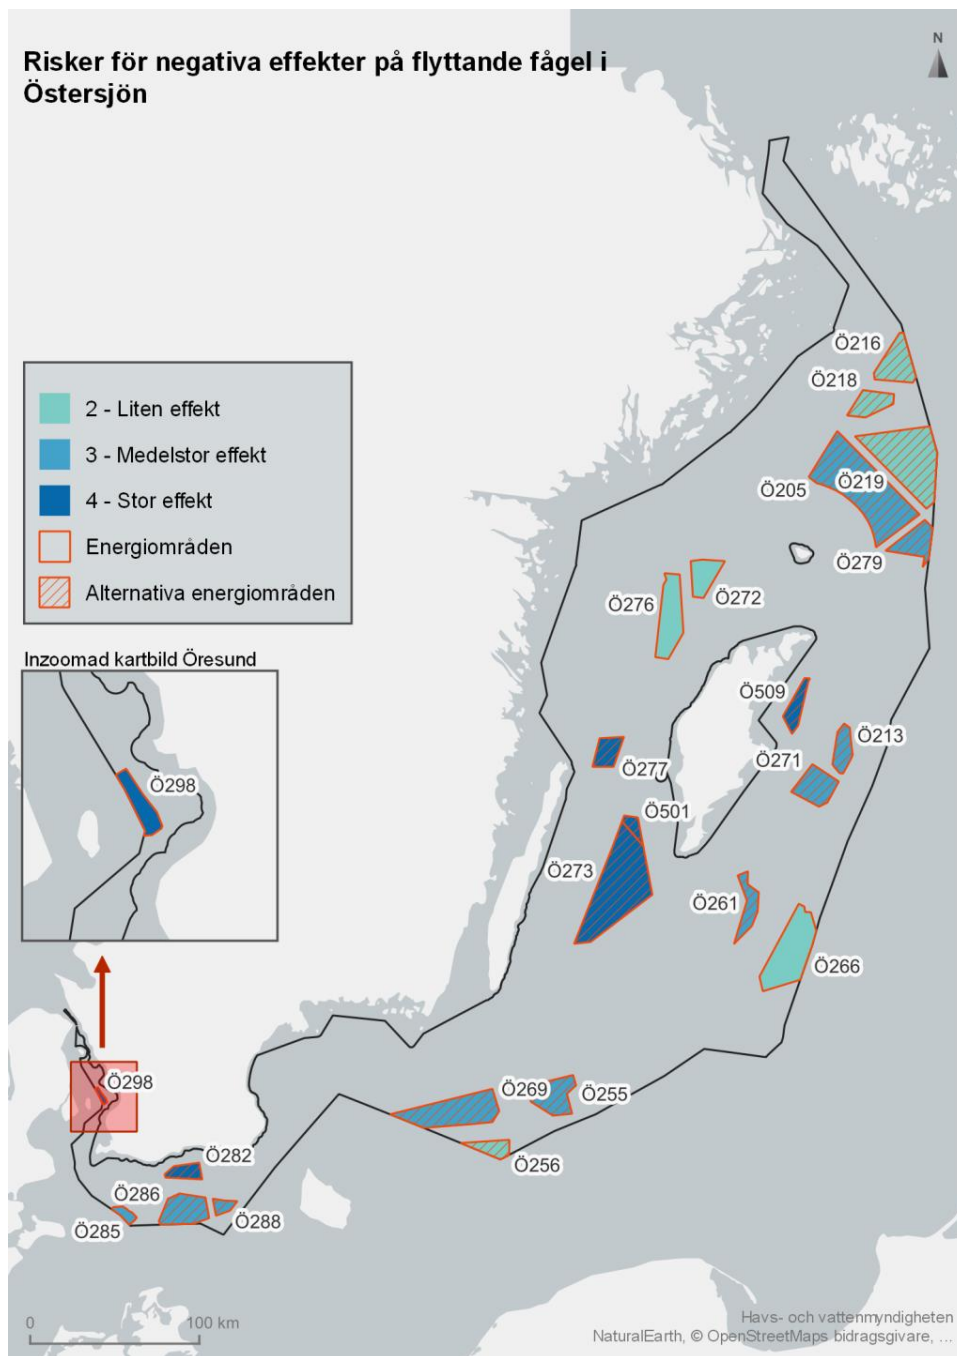 Risker för negativa effekter på flyttande fågel i
Östersjön
N
2 - Liten effekt
3 - Medelstor effekt
4 - Stor effekt
Energiområden
Alternativa energiområden
Inzoomad kartbild Öresund
Ö298
Ö216
Ö218
Ö219
Ö205
Ö279
Ö272
Ö276
Ö509
Ö213
Ö271
Ö277
Ö501
Ö273
Ö261
Ö266
Ö298
Ö269
Ö255
Ö256
Ö282
Ö286
Ö285
Ö288
0
100 km
Havs- och vattenmyndigheten
NaturalEarth, © OpenStreetMaps bidragsgivare, ...